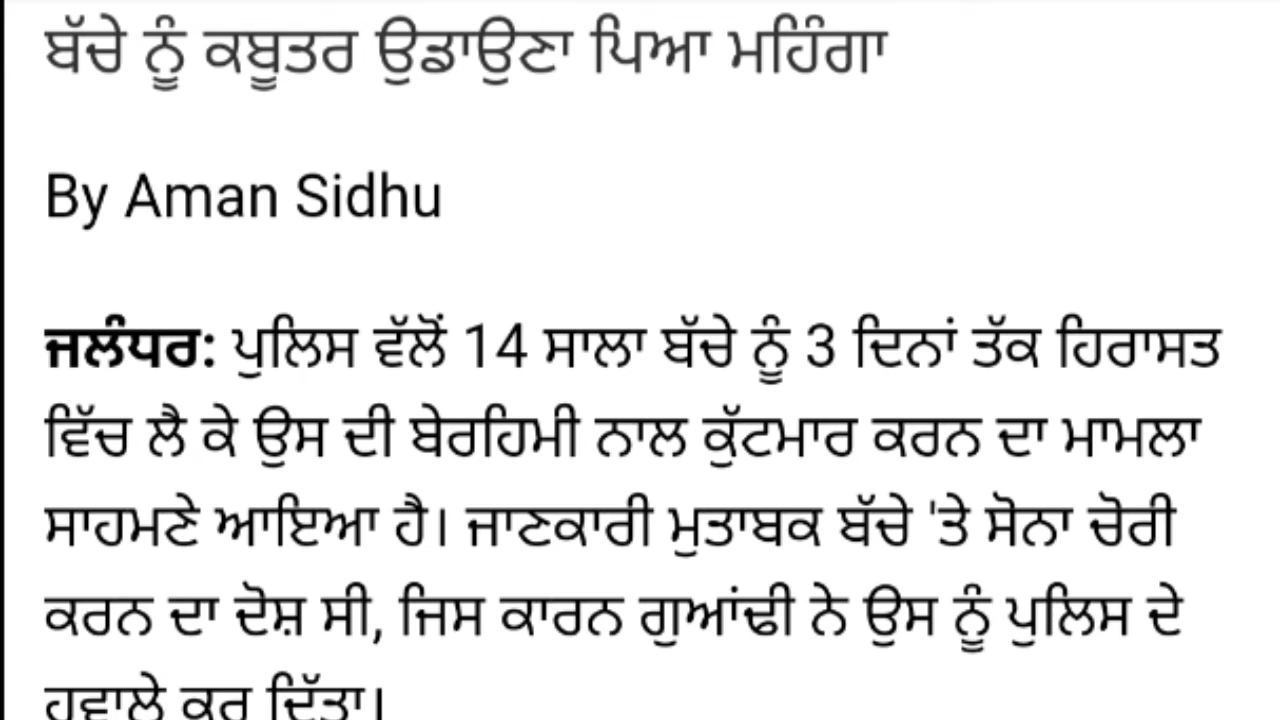 ਬੱਚੇ ਨੂੰ ਕਬੂਤਰ ਉਡਾਉਣਾ ਪਿਆ ਮਹਿੰਗਾ
By Aman Sidhu
ਜਲੰਧਰ: ਪੁਲਿਸ ਵੱਲੋਂ 14 ਸਾਲਾ ਬੱਚੇ ਨੂੰ 3 ਦਿਨਾਂ ਤੱਕ ਹਿਰਾਸਤ
ਵਿੱਚ ਲੈ ਕੇ ਉਸ ਦੀ ਬੇਰਹਿਮੀ ਨਾਲ ਕੁੱਟਮਾਰ ਕਰਨ ਦਾ ਮਾਮਲਾ
ਸਾਹਮਣੇ ਆਇਆ ਹੈ। ਜਾਣਕਾਰੀ ਮੁਤਾਬਕ ਬੱਚੇ 'ਤੇ ਸੋਨਾ ਚੋਰੀ
ਕਰਨ ਦਾ ਦੋਸ਼ ਸੀ, ਜਿਸ ਕਾਰਨ ਗੁਆਂਢੀ ਨੇ ਉਸ ਨੂੰ ਪੁਲਿਸ ਦੇ
ਹਵਾਲੇ ਕਰ ਦਿੱਤਾ।